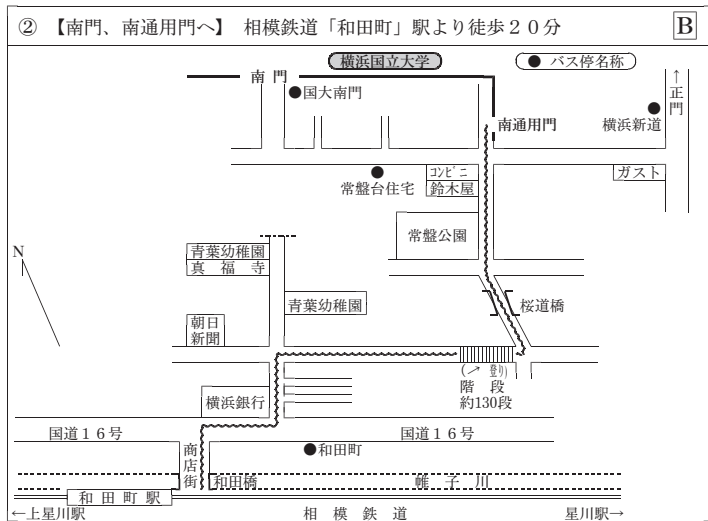 ② 【南門、南通用門へ】 相模鉄道「和田町」駅より徒歩２０分
B
横浜国立大学
● バス停名称
南 門
●国大南門
↑正門
●
横浜新道
南通用門
●
常盤台住宅
コンビニ
鈴木屋
ガスト
常盤公園
N
青葉幼稚園
真 福 寺
青葉幼稚園
桜道橋
朝日
新聞
(↗ 登り)
階 段
約130段
横浜銀行
国道１６号
商店街
国道１６号
●和田町
和田橋
帷 子 川
和 田 町 駅
←上星川駅
相 模 鉄 道
星川駅→